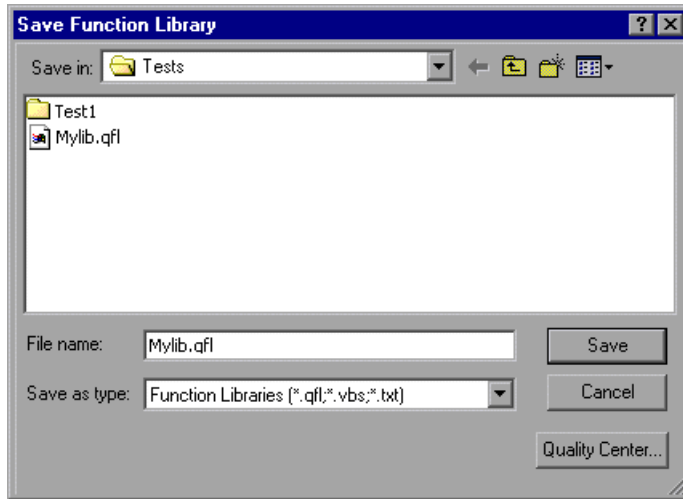 Save Function Library
Save in: Tests
Test1
Mylib.qfl
File name: Mylib.qfl Save
Save as type: Function Libraries (*.qfl;*.vbs;*.txt) Cancel
Quality Center...